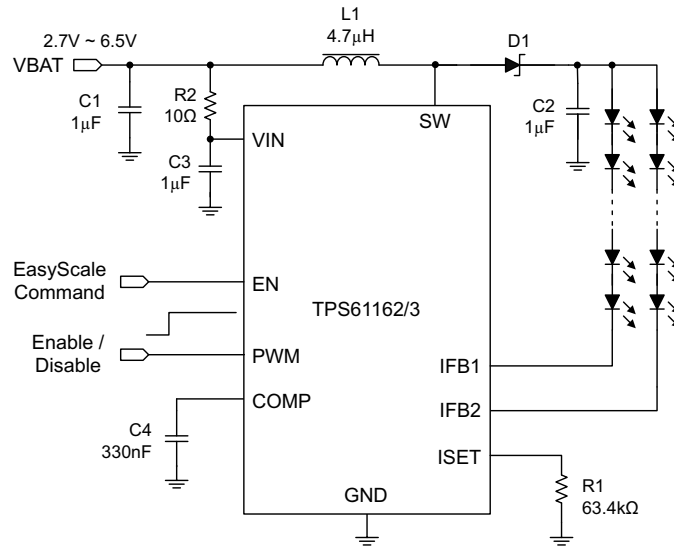 L1
4.7μH
2.7V ~ 6.5V
VBAT
D1
C1
1μF
R2
10Ω
C2
1μF
SW
VIN
C3
1μF
EasyScale
Command
EN
TPS61162/3
Enable /
Disable
PWM
IFB1
COMP
IFB2
C4
330nF
ISET
GND
R1
63.4kΩ